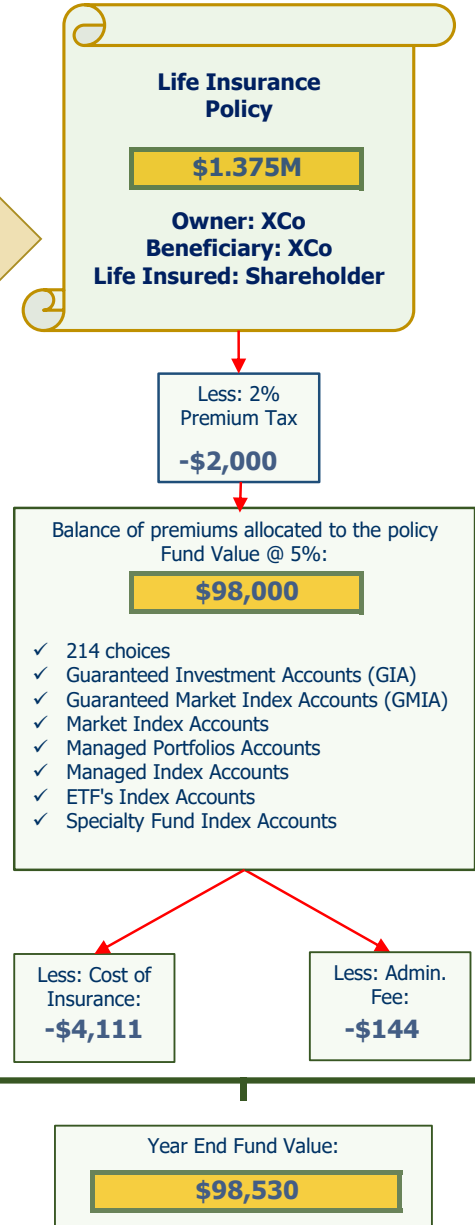 Life Insurance
Policy
$1.375M
Owner: XCo
Beneficiary: XCo
Life Insured: Shareholder
Less: 2%
Premium Tax
-$2,000
Balance of premiums allocated to the policy
Fund Value @ 5%:
$98,000
✓ 214 choices
✓ Guaranteed Investment Accounts (GIA)
✓ Guaranteed Market Index Accounts (GMIA)
✓ Market Index Accounts
✓ Managed Portfolios Accounts
✓ Managed Index Accounts
✓ ETF's Index Accounts
✓ Specialty Fund Index Accounts
Less: Cost of
Insurance:
-$4,111
Less: Admin.
Fee:
-$144
Year End Fund Value:
$98,530